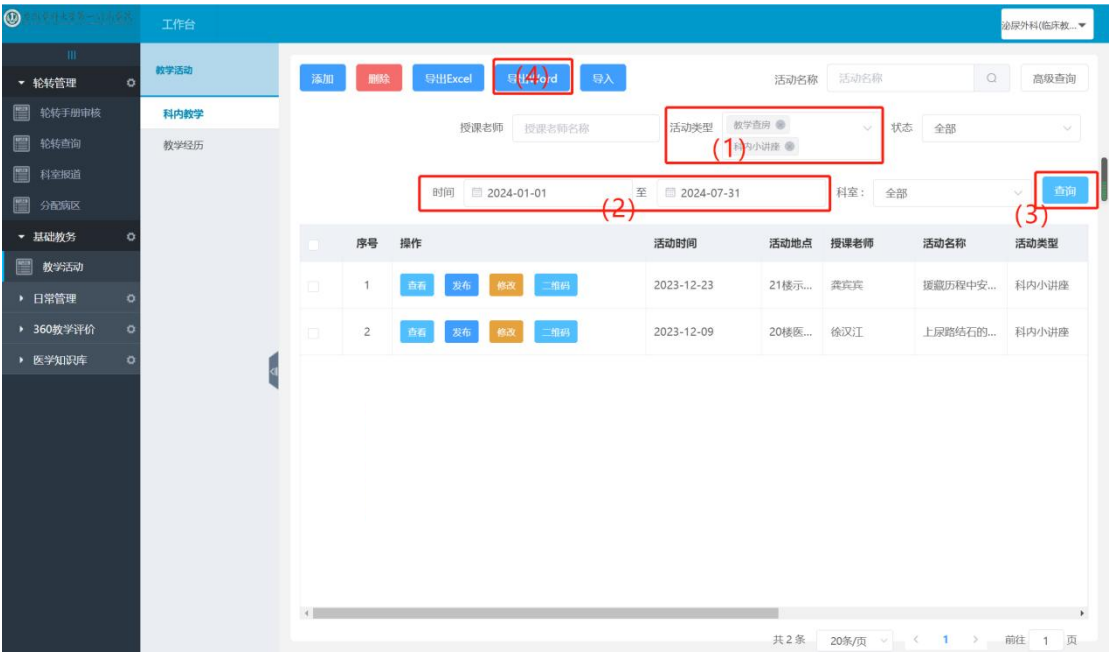 工作台
泌尿外科(临床教...
轮转管理
轮转手册审核
轮转查询
科室报道
分配病区
基础教务
教学活动
日常管理
360教学评价
医学知识库
教学活动
科内教学
教学经历
添加 删除 导出Excel 导出Word 导入 活动名称 活动名称 高级查询
(4)
授课老师 授课老师名称 活动类型 教学查房 科内小讲座 状态 全部
(1)
时间 2024-01-01 至 2024-07-31 科室： 全部 查询
(2) (3)
序号 操作 活动时间 活动地点 授课老师 活动名称 活动类型
1 查看 发布 修改 二维码 2023-12-23 21楼示... 龚宾宾 援藏历程中安... 科内小讲座
2 查看 发布 修改 二维码 2023-12-09 20楼医... 徐汉江 上尿路结石的... 科内小讲座
共 2 条 20条/页 1 前往 1 页